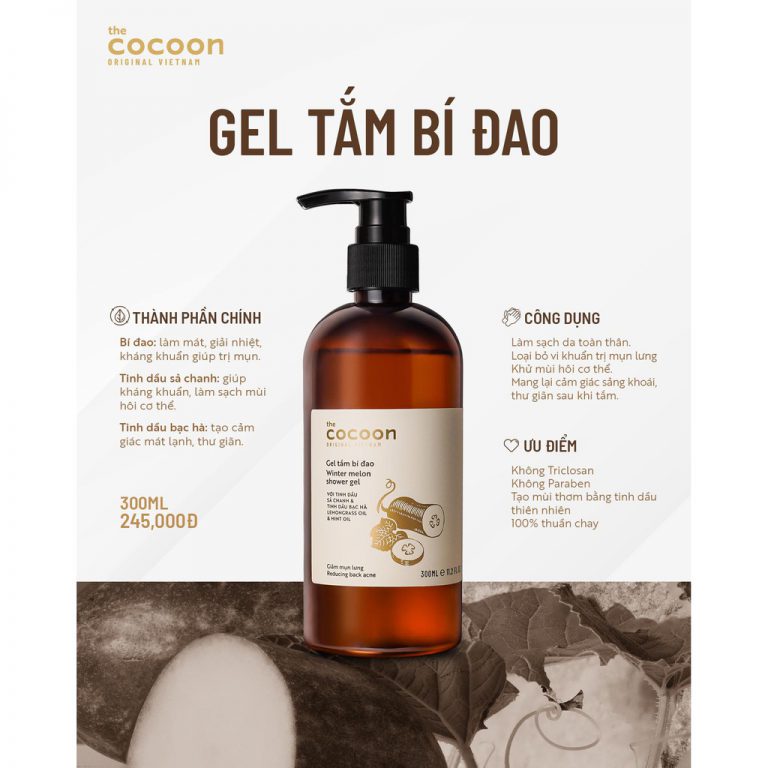 the
cocoon
ORIGINAL VIETNAM
GEL TẮM BÍ ĐAO
THÀNH PHẦN CHÍNH
Bí đao: làm mát, giải nhiệt,
kháng khuẩn giúp trị mụn.
Tinh dầu sả chanh: giúp
kháng khuẩn, làm sạch mùi
hôi cơ thể.
Tinh dầu bạc hà: tạo cảm
giác mát lạnh, thư giãn.
300ML
245,000Đ
CÔNG DỤNG
Làm sạch da toàn thân.
Loại bỏ vi khuẩn trị mụn lưng
Khử mùi hôi cơ thể.
Mang lại cảm giác sảng khoái,
thư giãn sau khi tắm.
ƯU ĐIỂM
Không Triclosan
Không Paraben
Tạo mùi thơm bằng tinh dầu
thiên nhiên
100% thuần chay
the
cocoon
ORIGINAL VIETNAM
Gel tắm bí đao
Winter melon
shower gel
VỚI TINH DẦU
SẢ CHANH &
TINH DẦU BẠC HÀ
LEMONGRASS OIL
& MINT OIL
Giảm mụn lưng
Reducing back acne
300ML ℮ 11.2 FL